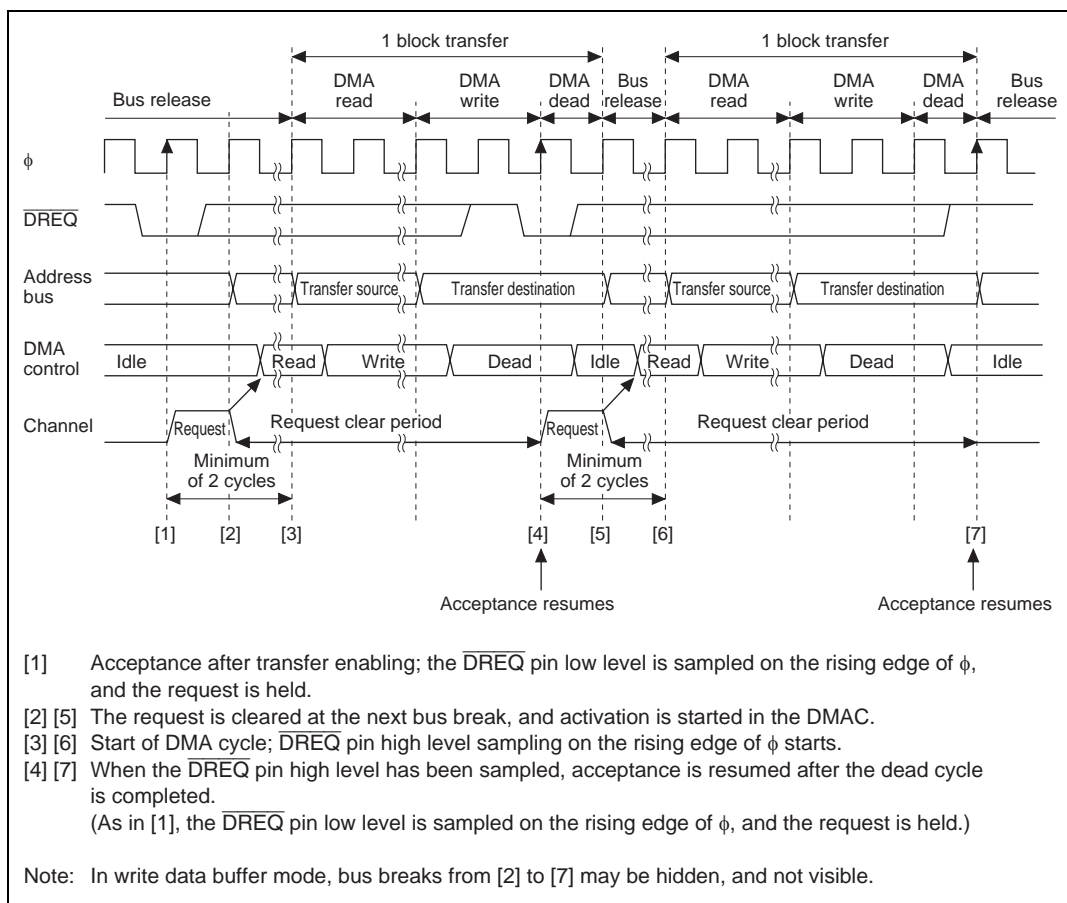 1 block transfer 1 block transfer
DMA read DMA write DMA dead Bus release DMA read DMA write DMA dead Bus release
Bus release
φ
DREQ
Address bus Transfer source Transfer destination Transfer source Transfer destination
DMA control Idle Read Write Dead Idle Read Write Dead Idle
Channel Request Request clear period Request Request clear period
Minimum of 2 cycles Minimum of 2 cycles
[1] [2] [3] [4] [5] [6] [7]
Acceptance resumes Acceptance resumes
[1] Acceptance after transfer enabling; the DREQ pin low level is sampled on the rising edge of φ,
and the request is held.
[2] [5] The request is cleared at the next bus break, and activation is started in the DMAC.
[3] [6] Start of DMA cycle; DREQ pin high level sampling on the rising edge of φ starts.
[4] [7] When the DREQ pin high level has been sampled, acceptance is resumed after the dead cycle
is completed.
(As in [1], the DREQ pin low level is sampled on the rising edge of φ, and the request is held.)
Note: In write data buffer mode, bus breaks from [2] to [7] may be hidden, and not visible.